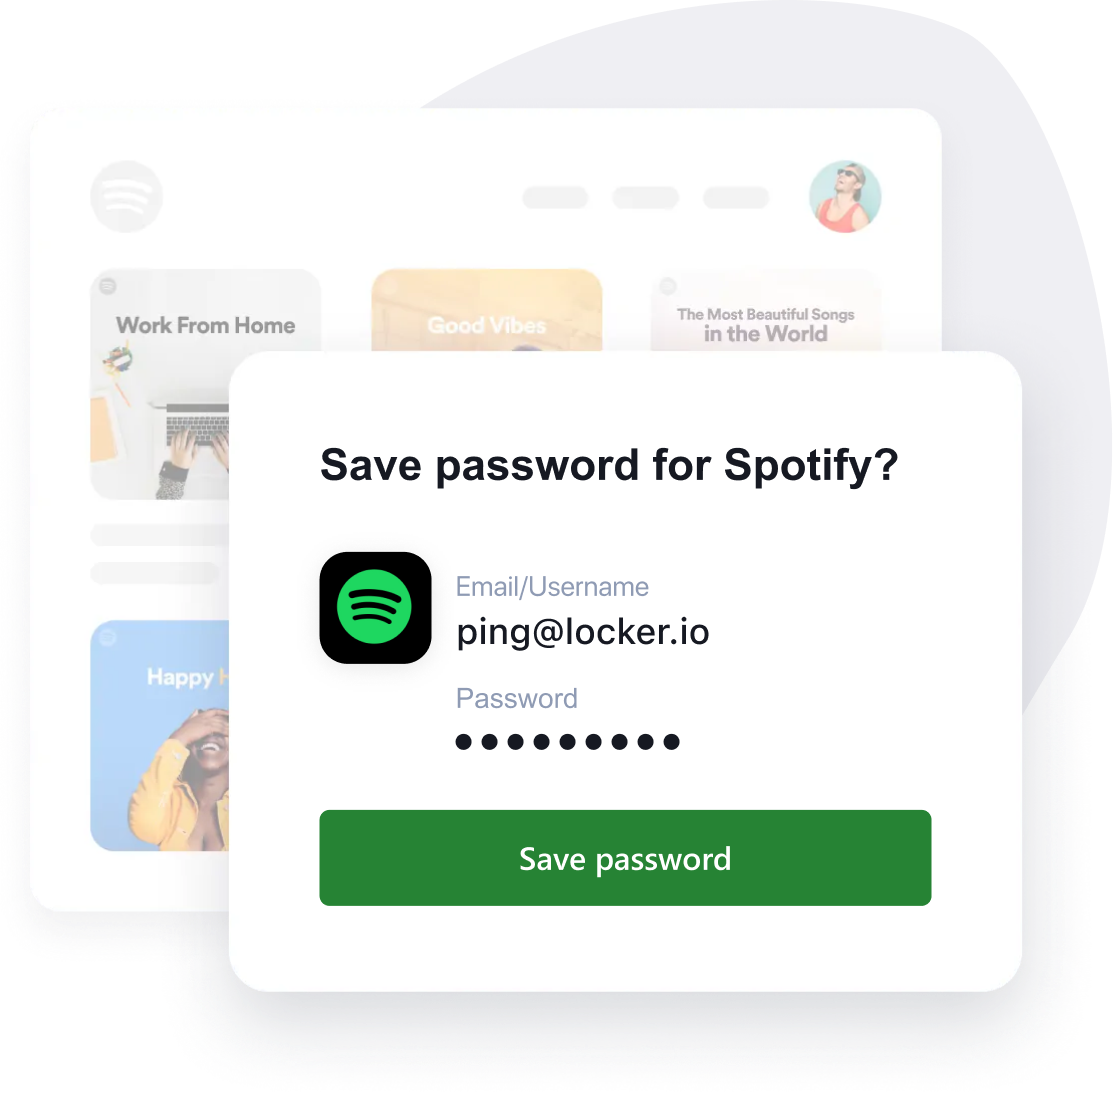 Work From Home
Good Vibes
The Most Beautiful Songs
in the World
Save password for Spotify?
Email/Username
ping@locker.io
Password
Happy
Save password